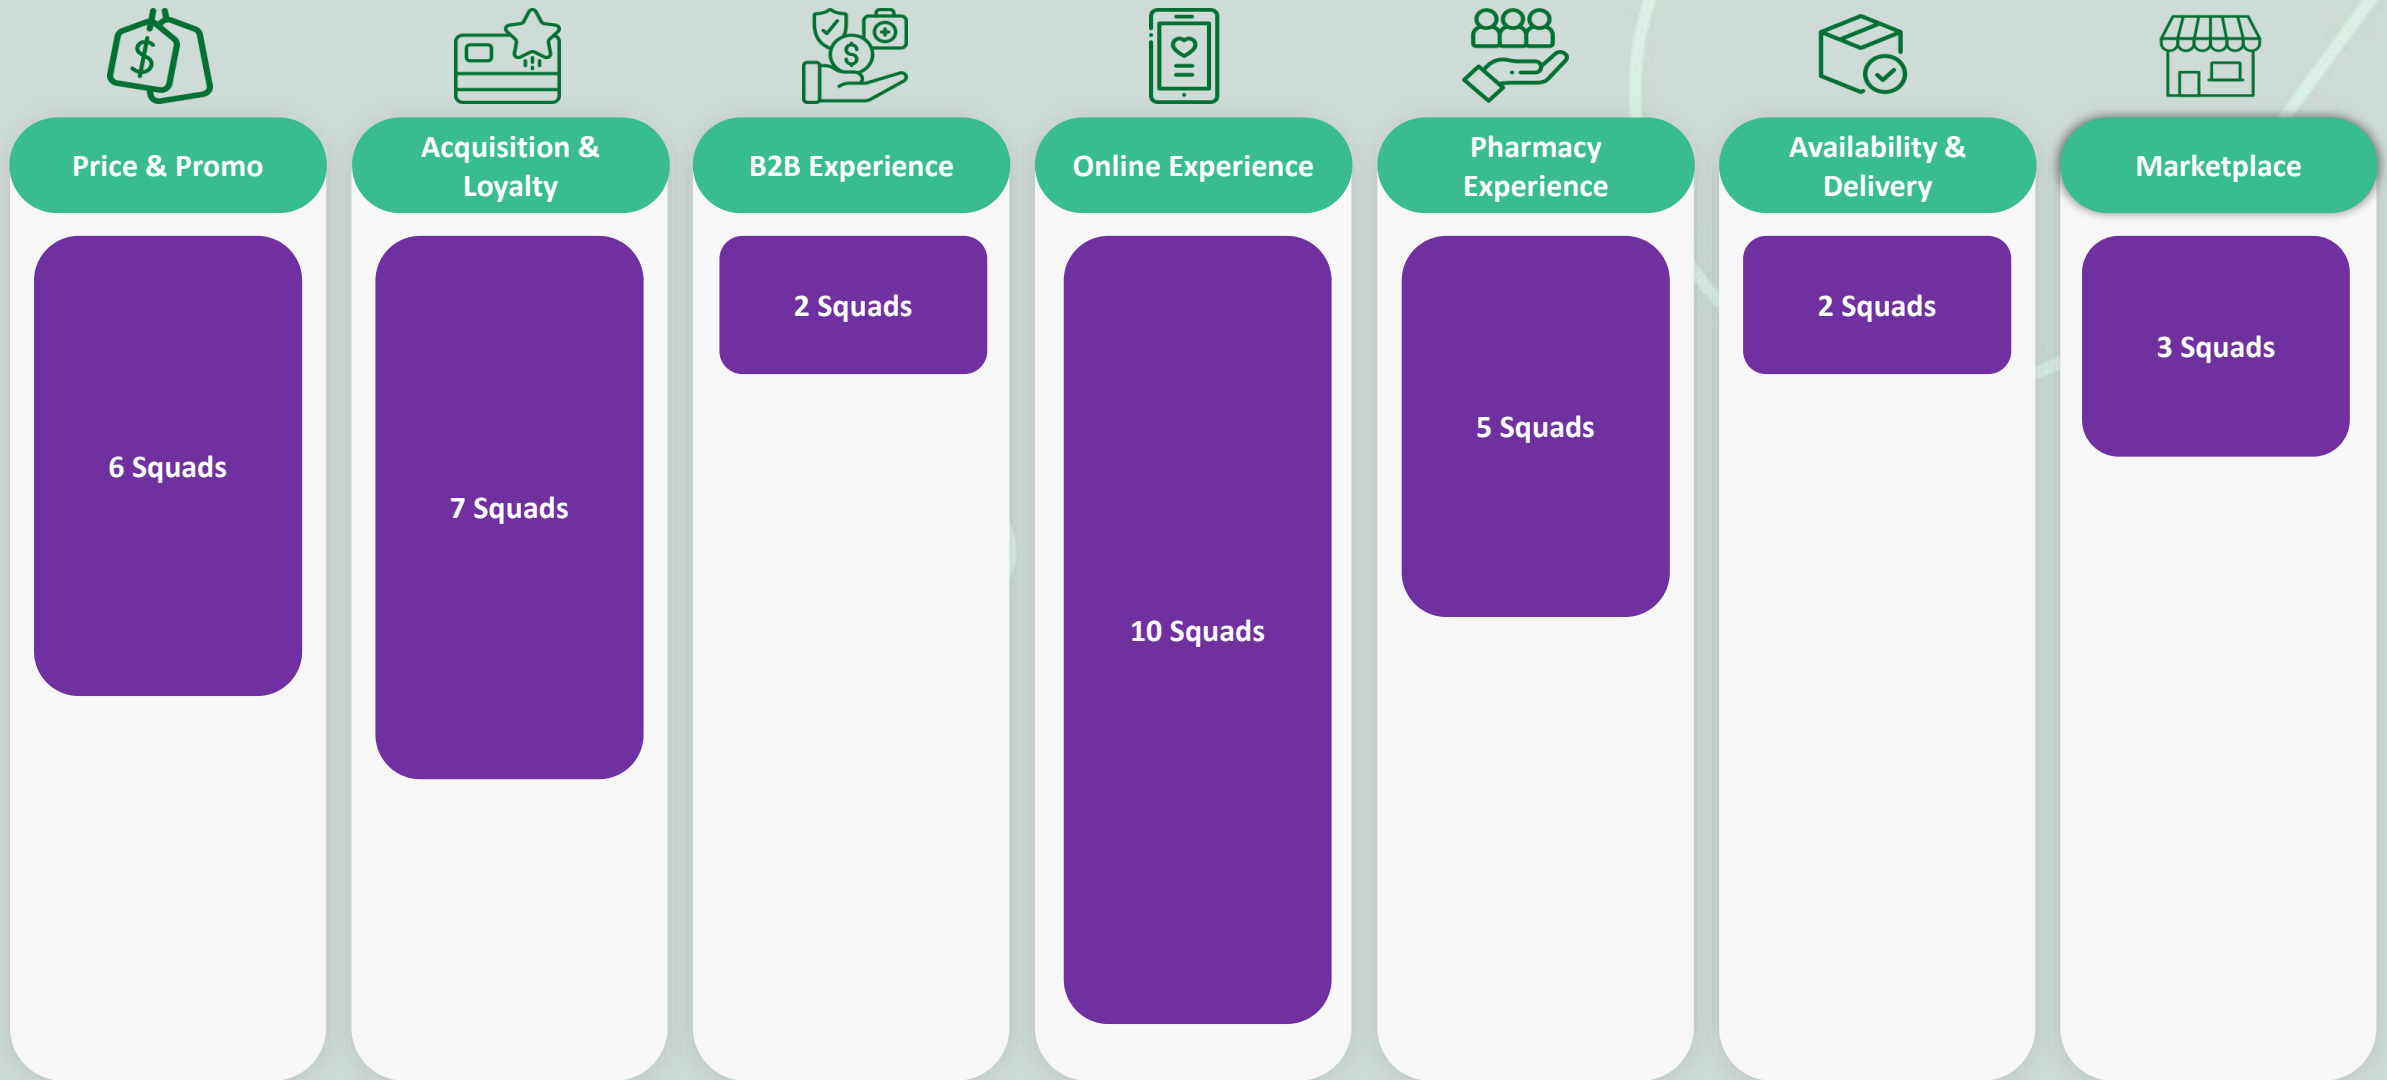 Price & Promo
Acquisition &
Loyalty
B2B Experience
Online Experience
Pharmacy
Experience
Availability &
Delivery
Marketplace
6 Squads
7 Squads
2 Squads
10 Squads
5 Squads
2 Squads
3 Squads